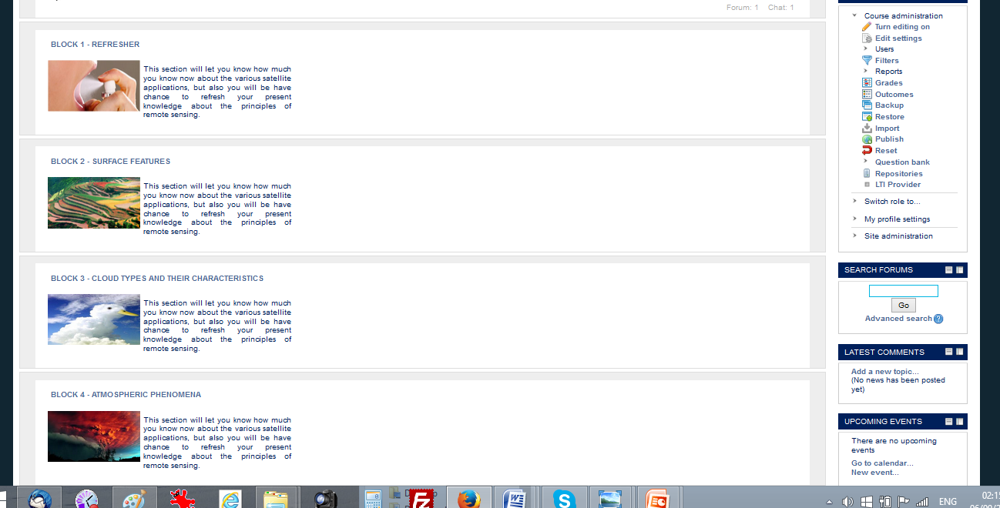 Forum: 1 Chat: 1
BLOCK 1 - REFRESHER
This section will let you know how much
you know now about the various satellite
applications, but also you will be have
chance to refresh your present
knowledge about the principles of
remote sensing.
BLOCK 2 - SURFACE FEATURES
This section will let you know how much
you know now about the various satellite
applications, but also you will be have
chance to refresh your present
knowledge about the principles of
remote sensing.
BLOCK 3 - CLOUD TYPES AND THEIR CHARACTERISTICS
This section will let you know how much
you know now about the various satellite
applications, but also you will be have
chance to refresh your present
knowledge about the principles of
remote sensing.
BLOCK 4 - ATMOSPHERIC PHENOMENA
This section will let you know how much
you know now about the various satellite
applications, but also you will be have
chance to refresh your present
knowledge about the principles of
remote sensing.
Course administration
Turn editing on
Edit settings
Users
Filters
Reports
Grades
Outcomes
Backup
Restore
Import
Publish
Reset
Question bank
Repositories
LTI Provider
Switch role to...
My profile settings
Site administration
SEARCH FORUMS
Go
Advanced search ?
LATEST COMMENTS
Add a new topic...
(No news has been posted
yet)
UPCOMING EVENTS
There are no upcoming
events
Go to calendar...
New event...
ENG